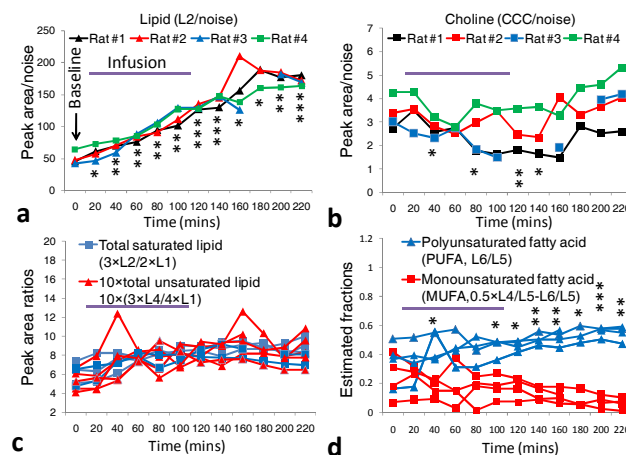 Lipid (L2/noise)
Rat #1 Rat #2 Rat #3 Rat #4
Infusion
Baseline
Peak area/noise
250
200
150
100
50
0
* ** ** ** ** ** *** *** * * ** ***
0 20 40 60 80 100 120 140 160 180 200 220
Time (mins)
a
Choline (CCC/noise)
Rat #1 Rat #2 Rat #3 Rat #4
Peak area/noise
6
5
4
3
2
1
0
* * ** *
0 20 40 60 80 100 120 140 160 180 200 220
Time (mins)
b
Total saturated lipid
(3×L2/2×L1)
10×total unsaturated lipid
10×(3×L4/4×L1)
Peak area ratios
20
18
16
14
12
10
8
6
4
2
0 20 40 60 80 100 120 140 160 180 200 220
Time (mins)
c
Polyunsaturated fatty acid
(PUFA, L6/L5)
Monounsaturated fatty acid
(MUFA,0.5×L4/L5-L6/L5)
Estimated fractions
1.2
1
0.8
0.6
0.4
0.2
0
* * * ** ** * *** **
0 20 40 60 80 100 120 140 160 180 200 220
Time (mins)
d